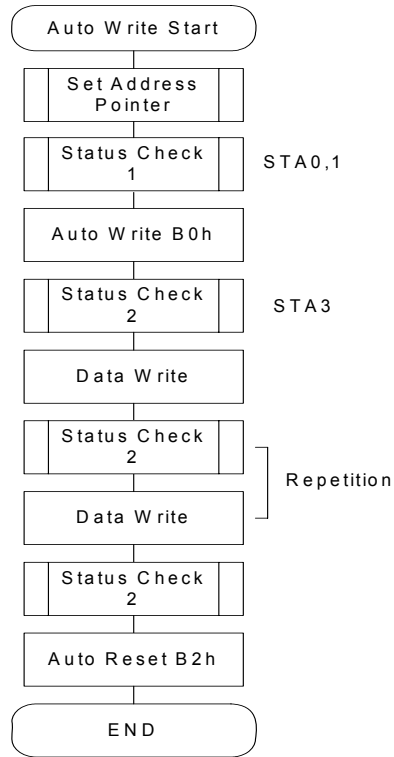 Auto Write Start
Set Address
Pointer
Status Check
1
STA0,1
Auto Write B0h
Status Check
2
STA3
Data Write
Status Check
2
Repetition
Data Write
Status Check
2
Auto Reset B2h
END